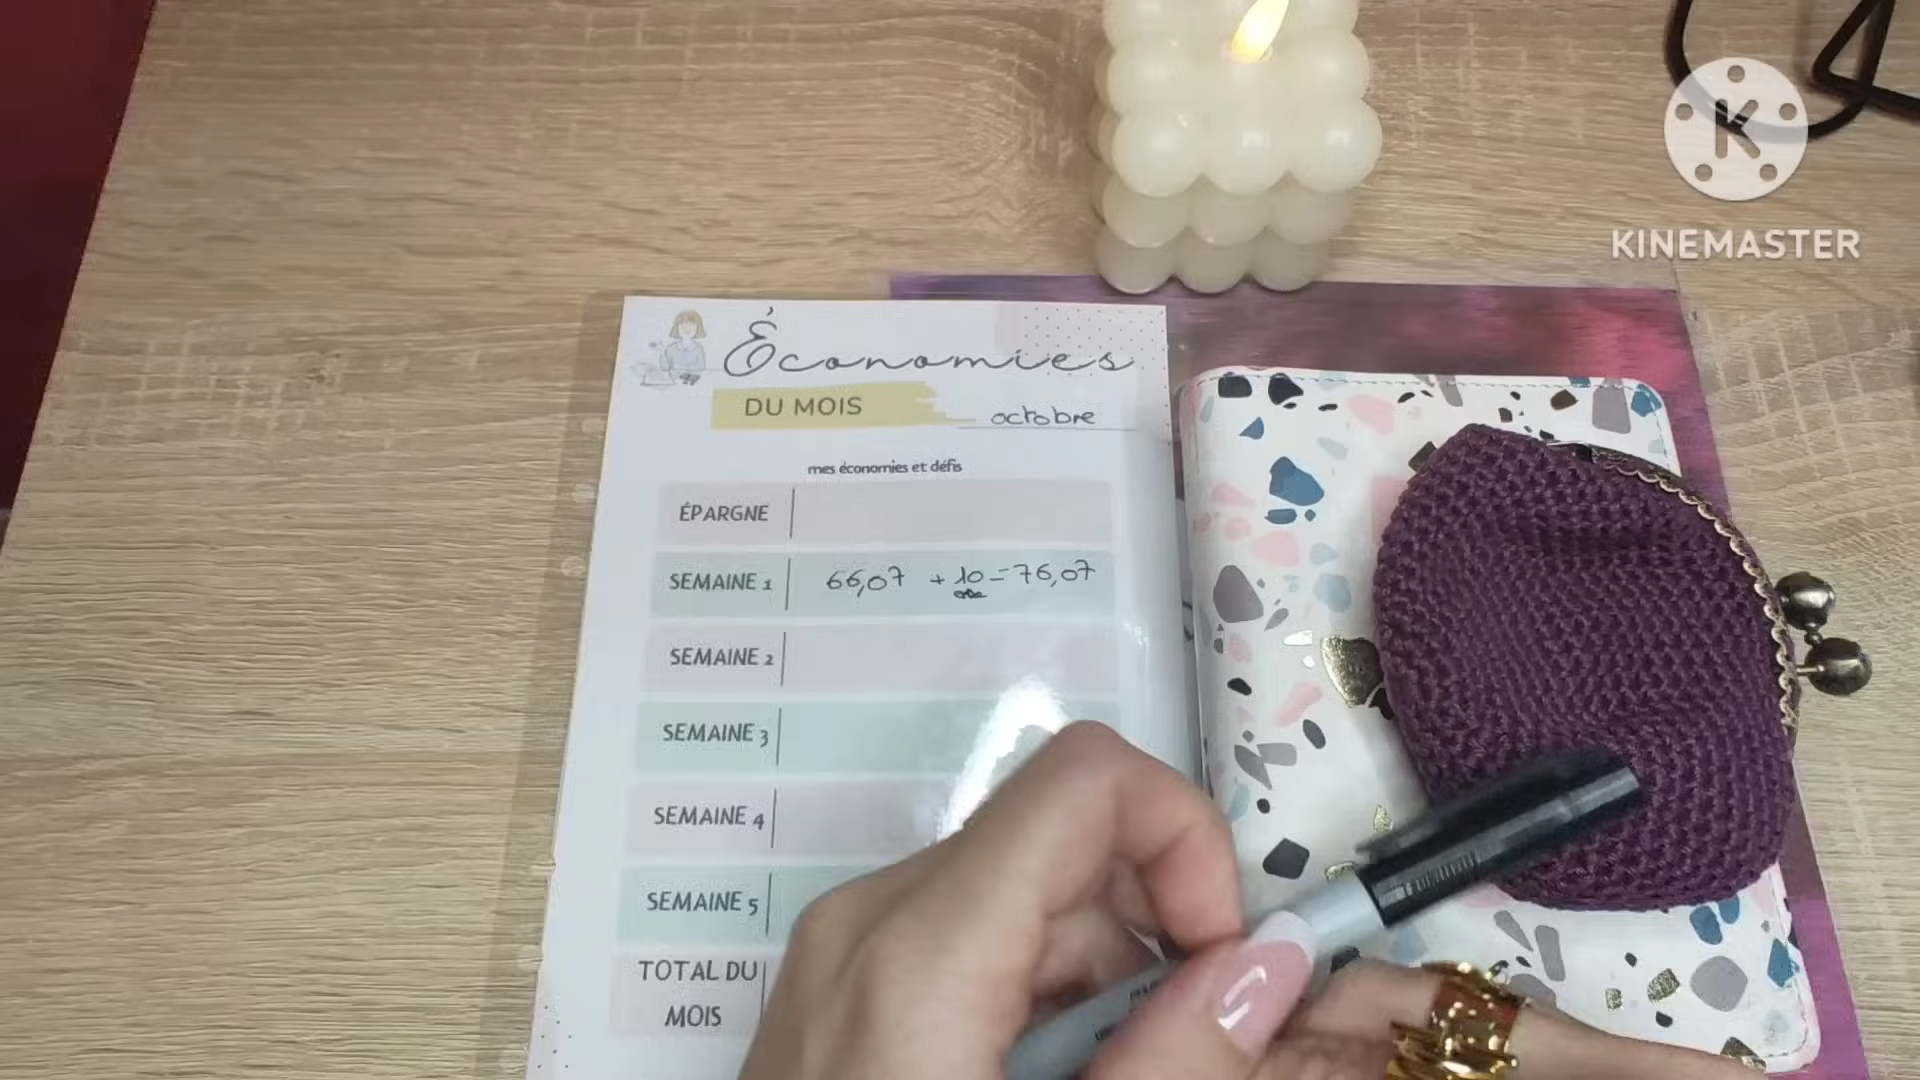 KINEMASTER
Économies
DU MOIS octobre
mes économies et défis
ÉPARGNE
SEMAINE 1 66,07 + 10 = 76,07
SEMAINE 2
SEMAINE 3
SEMAINE 4
SEMAINE 5
TOTAL DU
MOIS